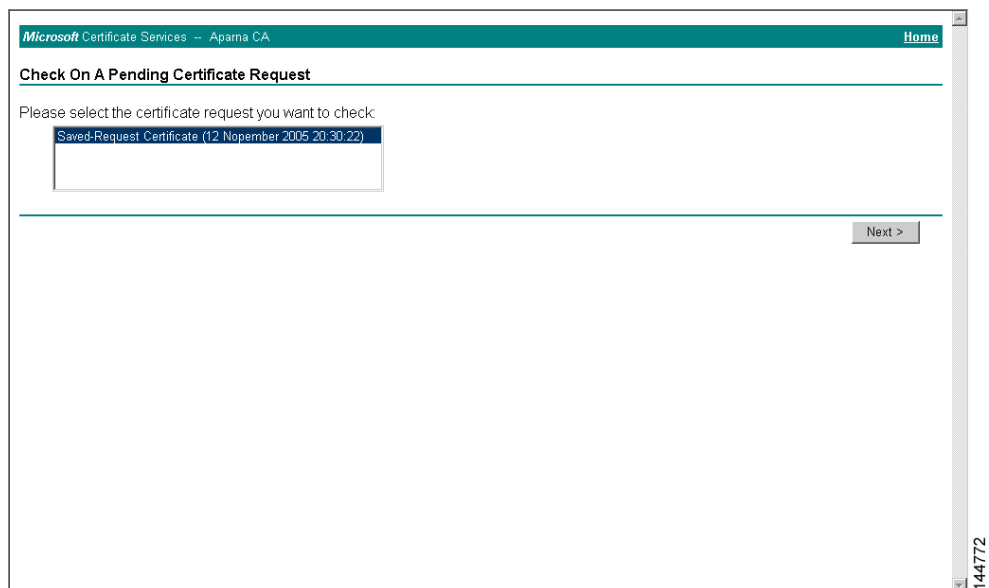 Microsoft Certificate Services -- Aparna CA Home
Check On A Pending Certificate Request
Please select the certificate request you want to check:
Saved-Request Certificate (12 Nopember 2005 20:30:22)
Next >
144772